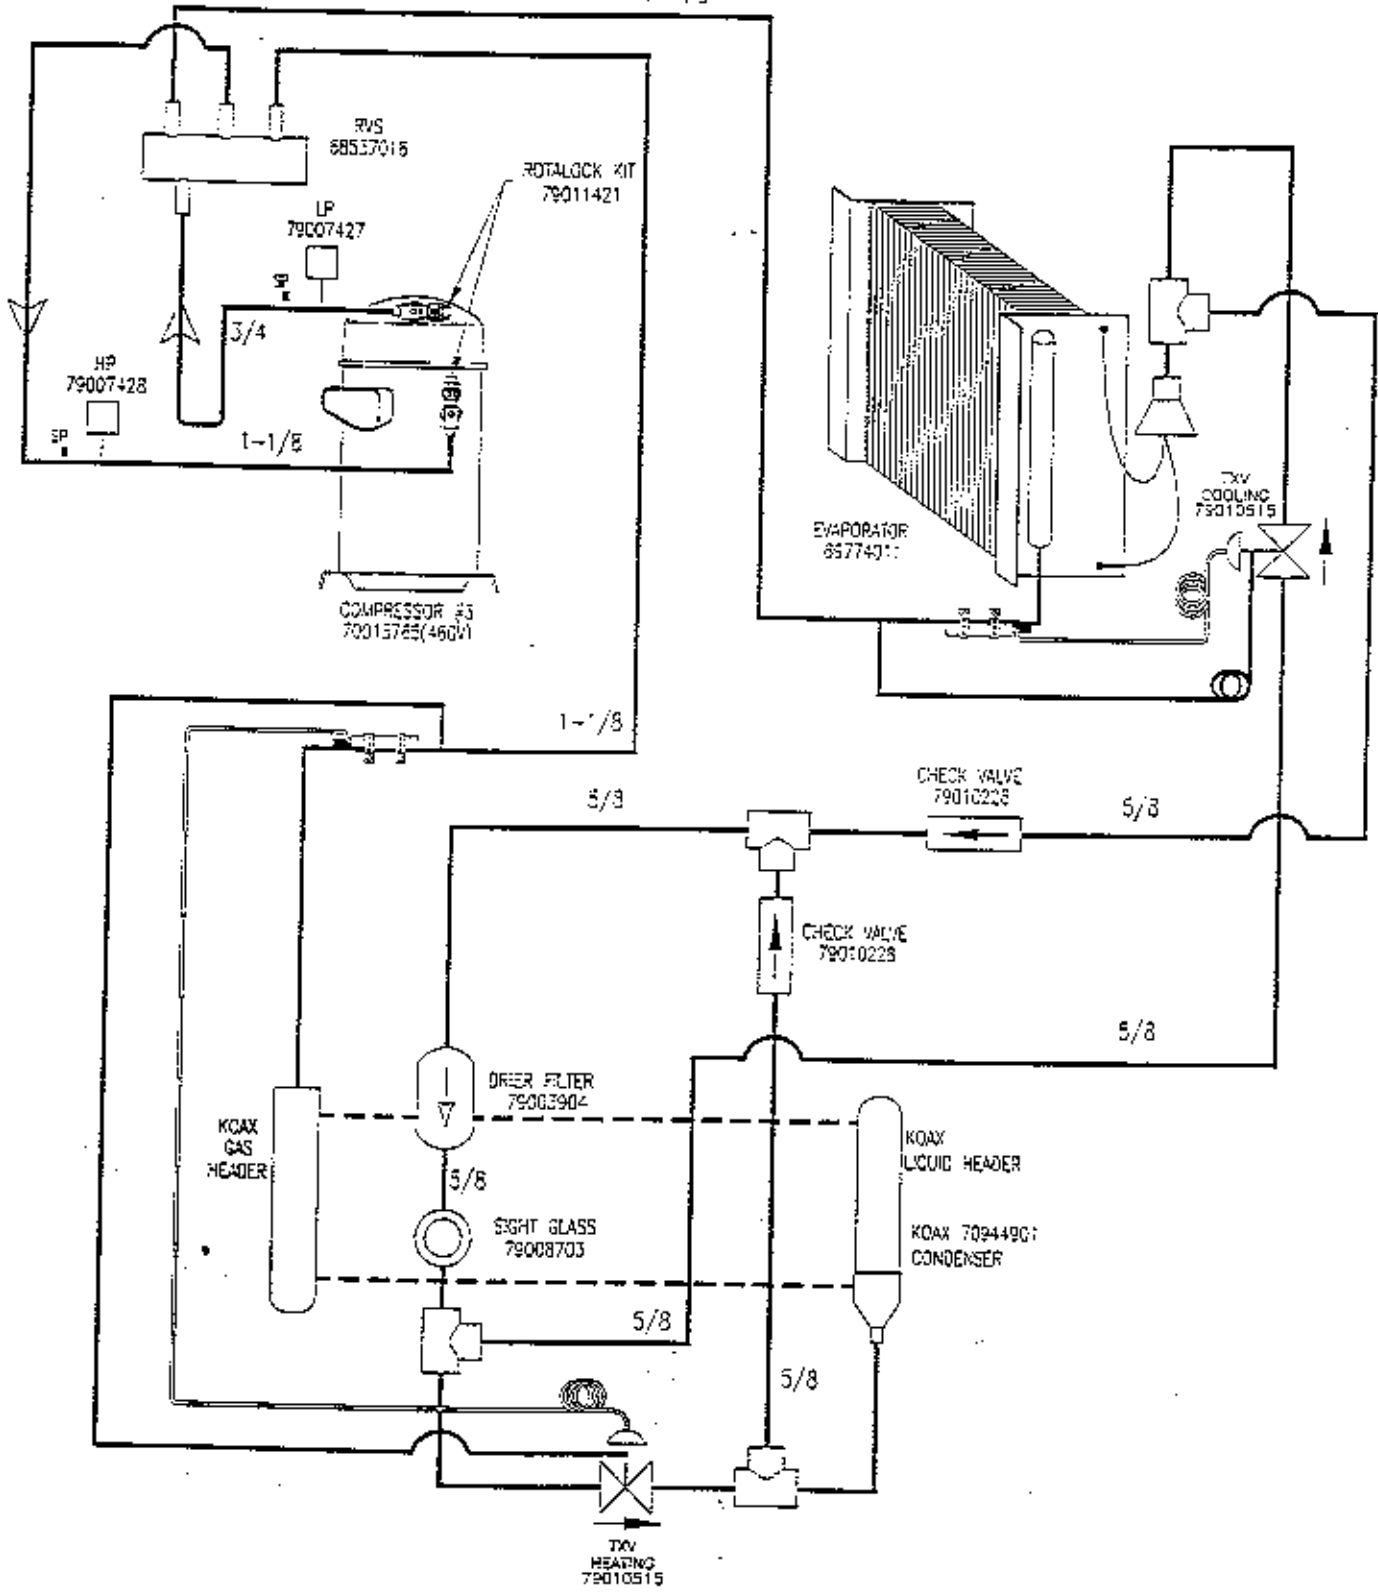 RVS
68537016
ROTALOCK KIT
79011421
LP
79007427
3/4
HP
79007428
SP
1-1/8
COMPRESSOR #3
70013765(460V)
EVAPORATOR
TXV
COOLING
79010515
1-1/8
5/8
CHECK VALVE
79010228
5/8
CHECK VALVE
79010228
5/8
DRIER FILTER
79003904
KOAX
GAS
HEADER
KOAX
LIQUID HEADER
5/8
SIGHT GLASS
79008703
KOAX 70944901
CONDENSER
5/8
5/8
TXV
HEATING
79010515